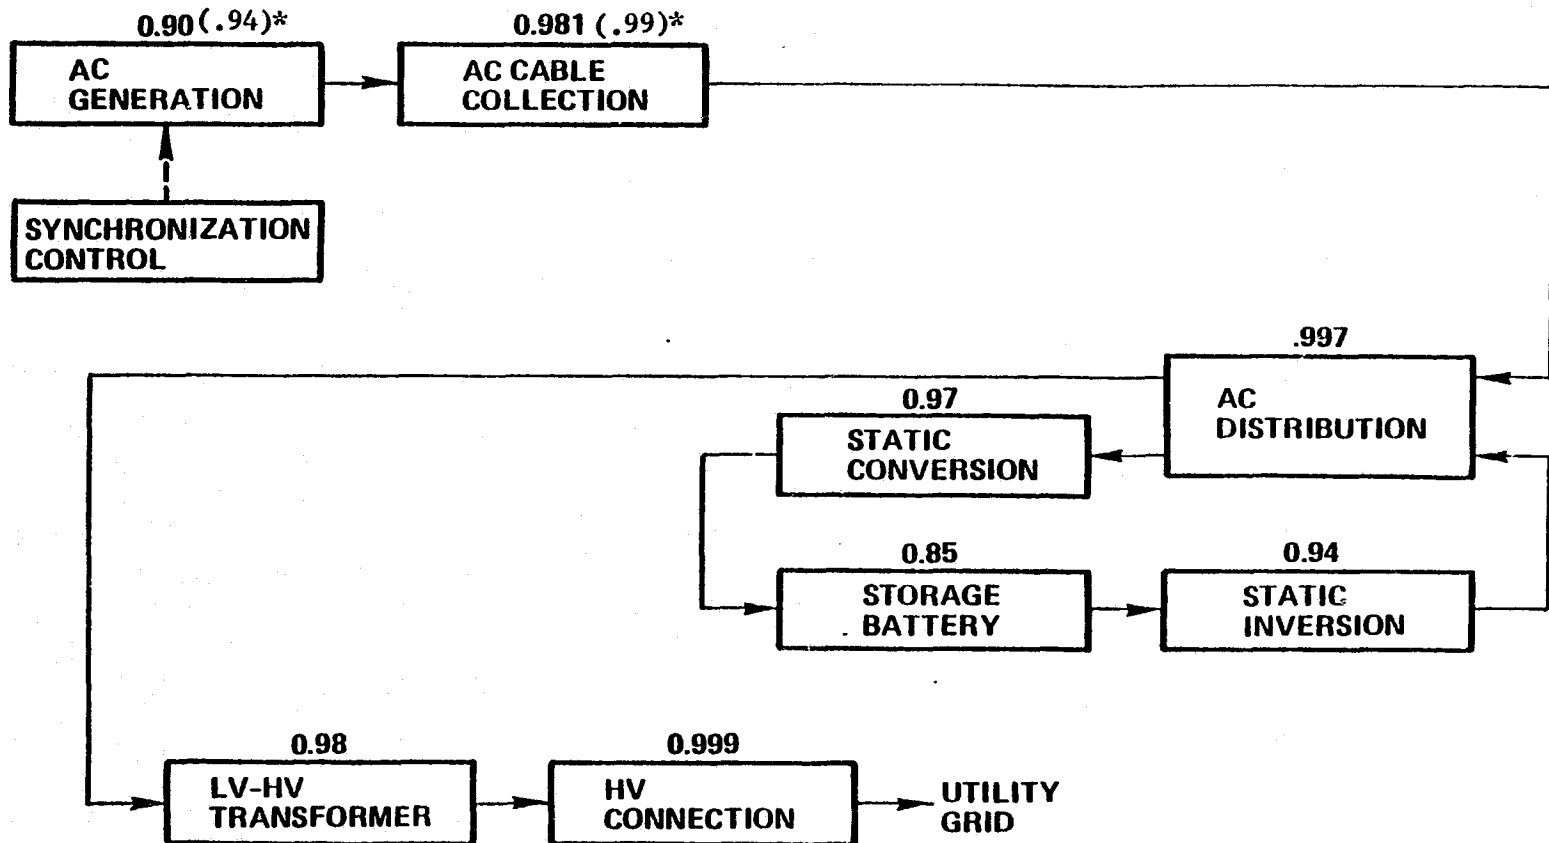 0.90(.94)*
AC
GENERATION
0.981 (.99)*
AC CABLE
COLLECTION
SYNCHRONIZATION
CONTROL
.997
AC
DISTRIBUTION
0.97
STATIC
CONVERSION
0.85
STORAGE
BATTERY
0.94
STATIC
INVERSION
0.98
LV-HV
TRANSFORMER
0.999
HV
CONNECTION
UTILITY
GRID